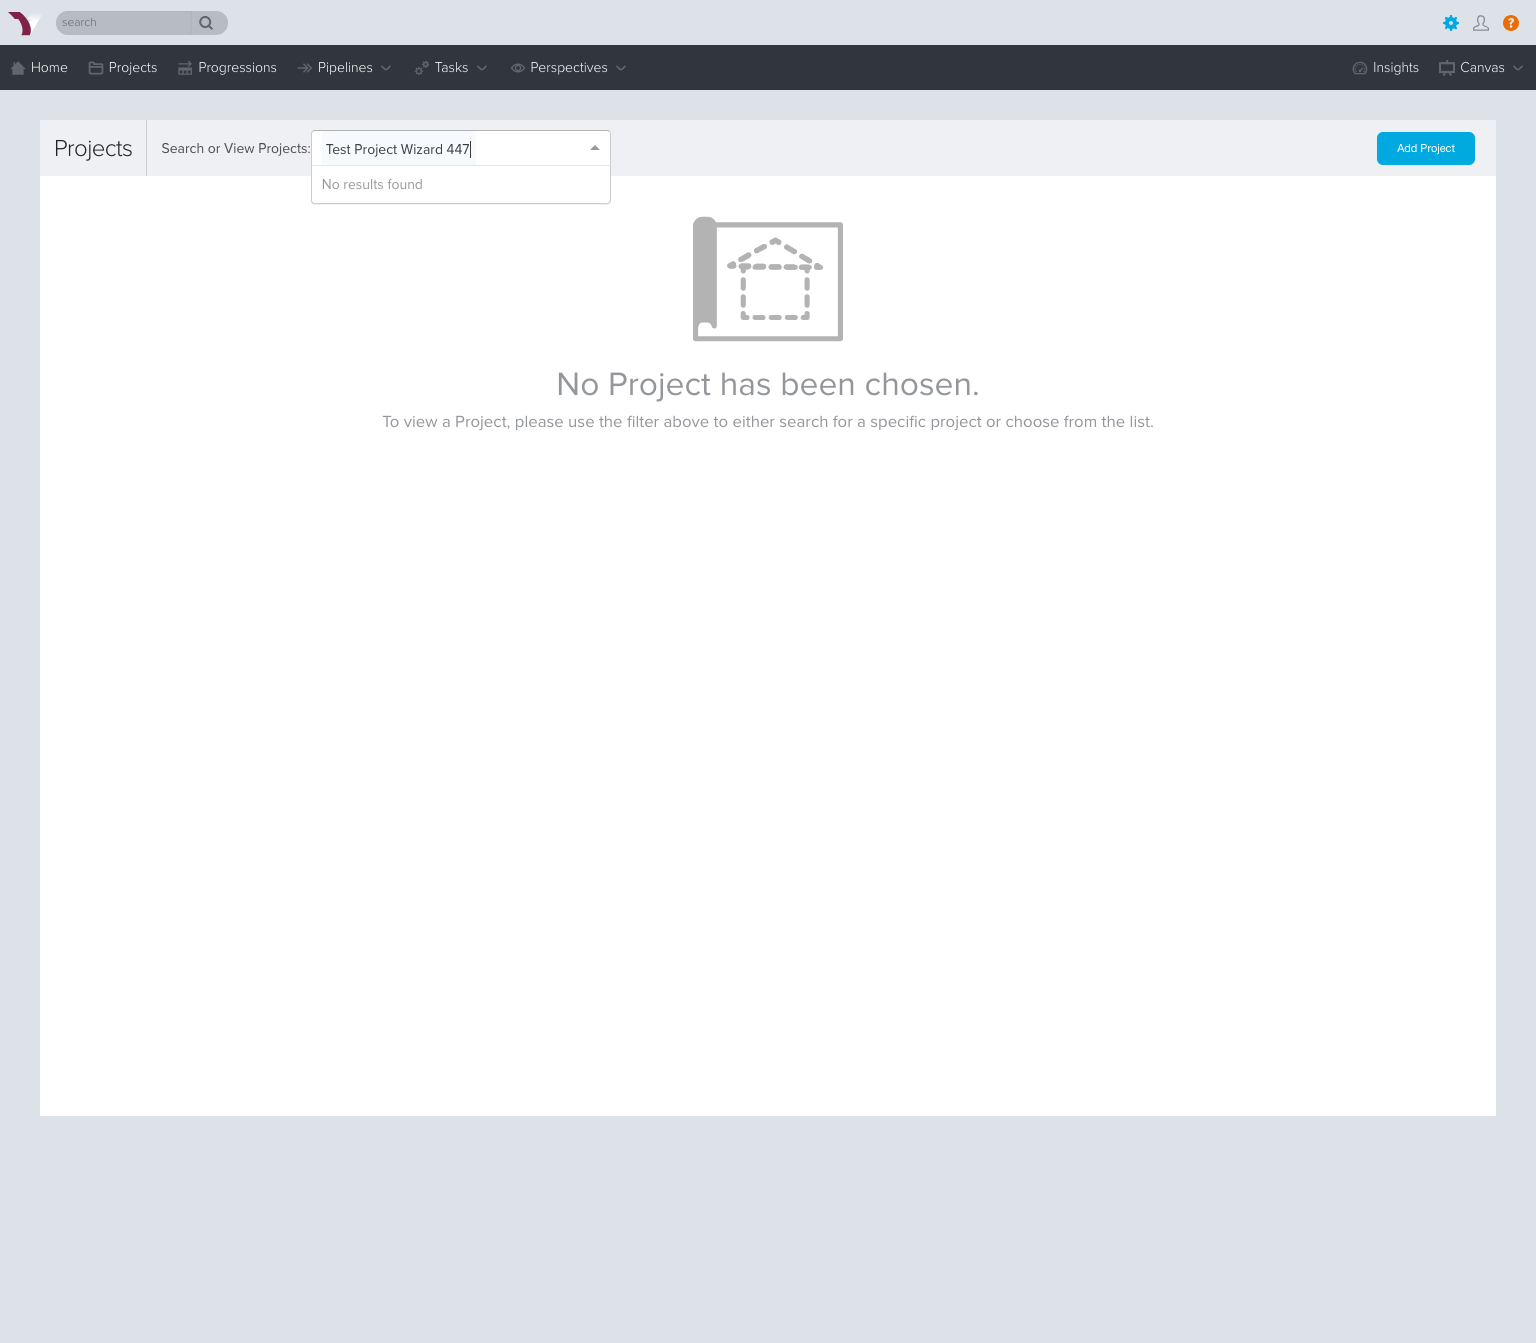 search
?
Home
Projects
Progressions
Pipelines
Tasks
Perspectives
Insights
Canvas
Projects
Search or View Projects:
Test Project Wizard 447
Add Project
No results found
No Project has been chosen.
To view a Project, please use the filter above to either search for a specific project or choose from the list.